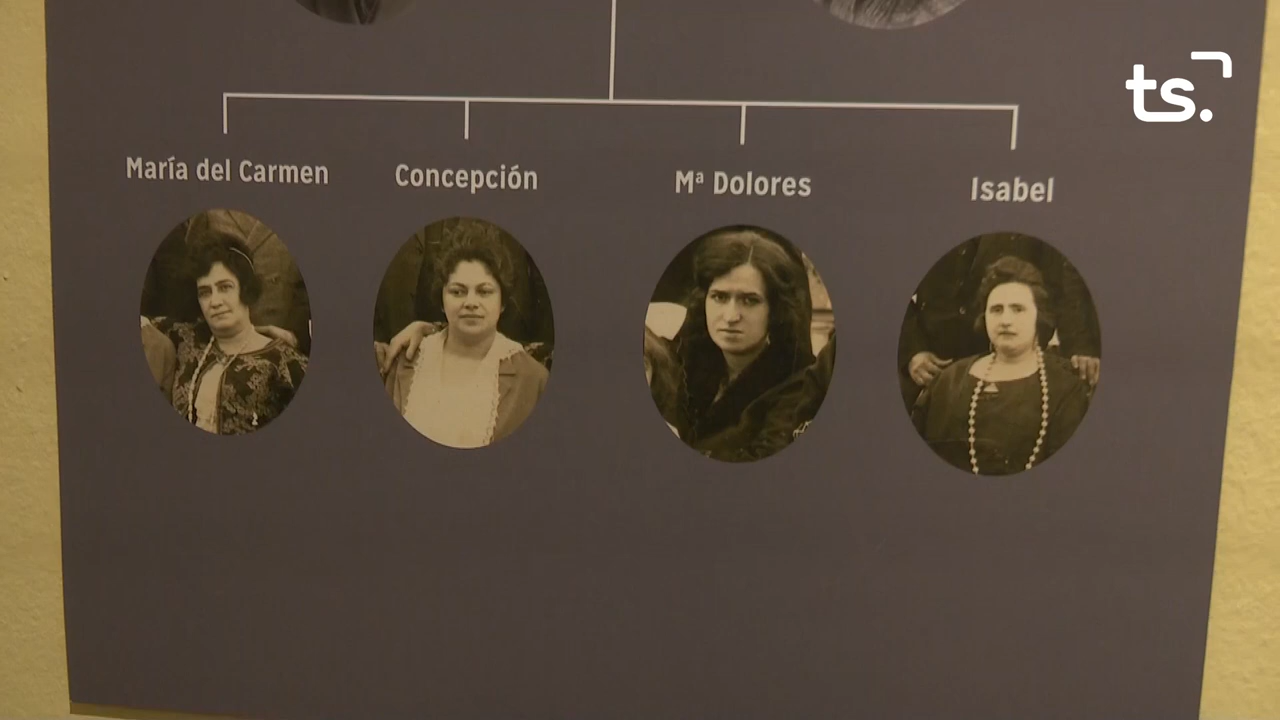 ts.
María del Carmen
Concepción
Mª Dolores
Isabel